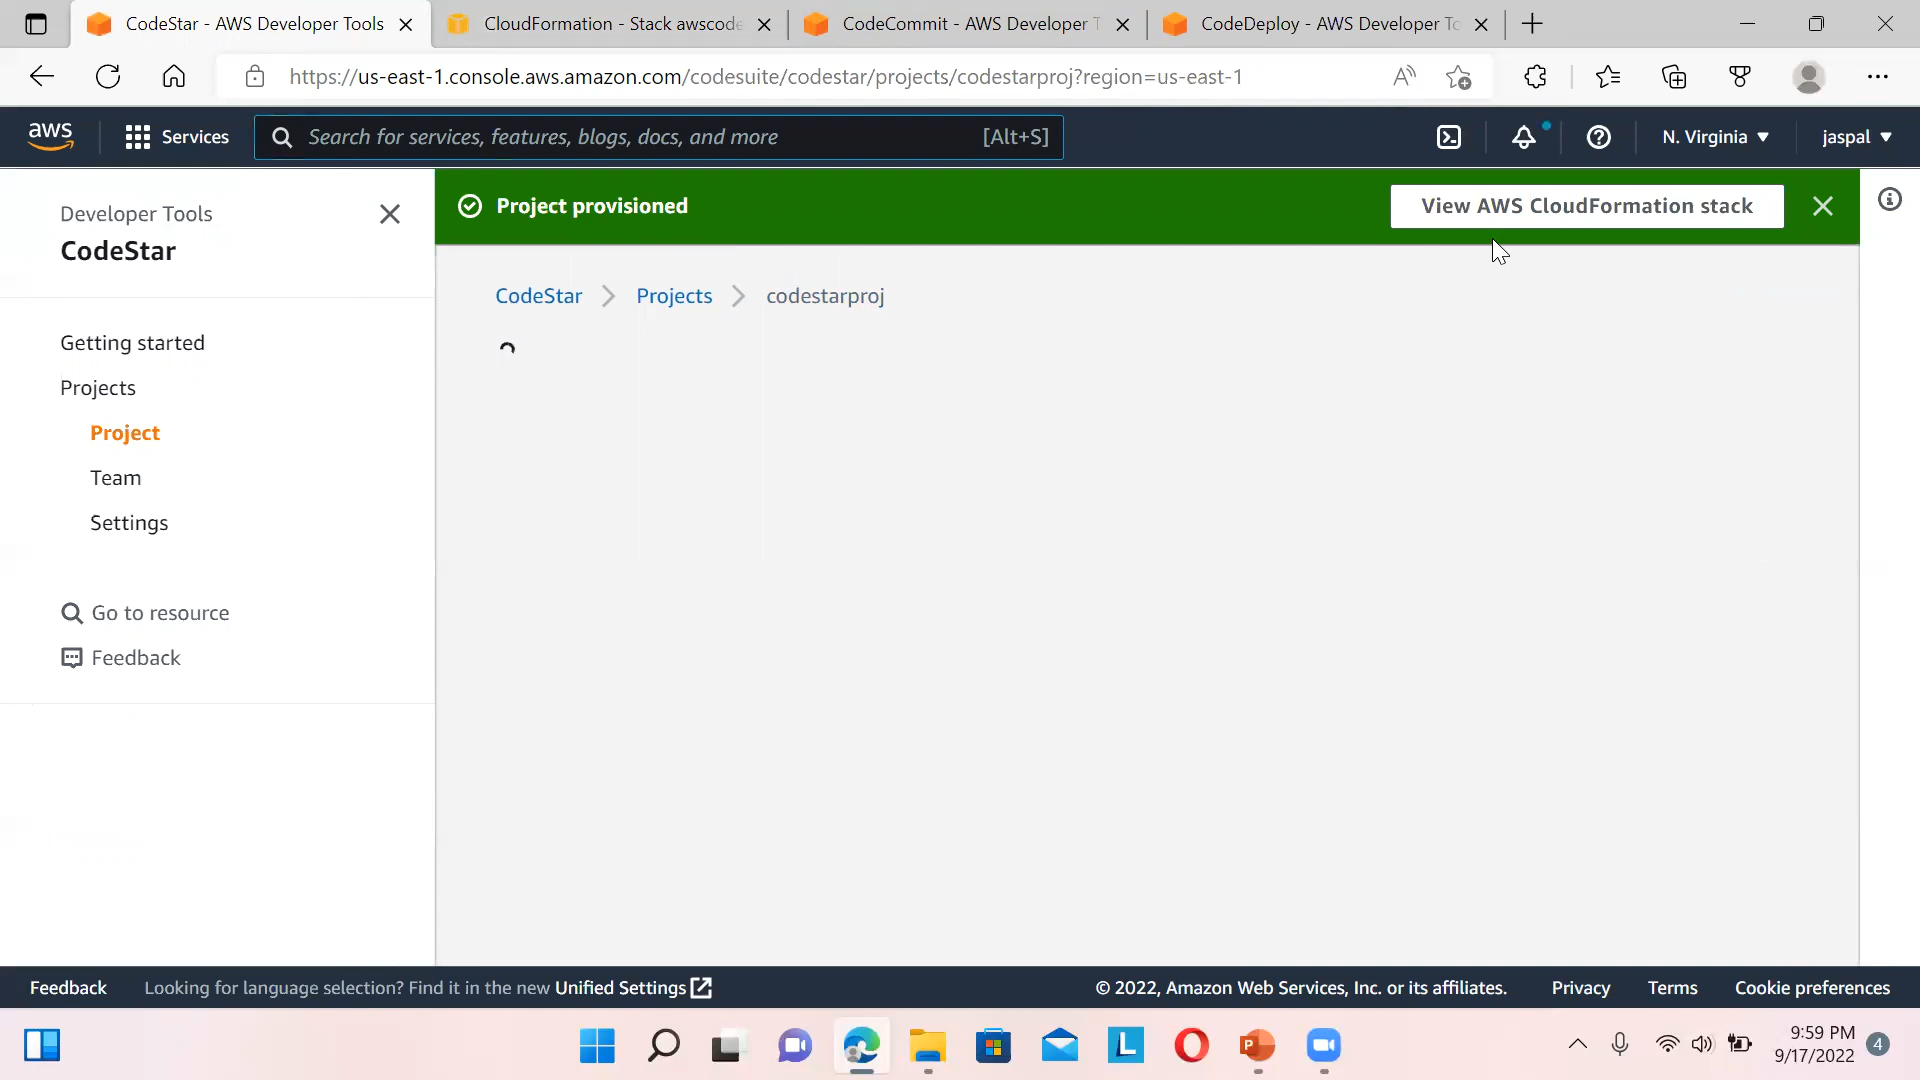 CodeStar - AWS Developer Tools
CloudFormation - Stack awscode
CodeCommit - AWS Developer T
CodeDeploy - AWS Developer To
https://us-east-1.console.aws.amazon.com/codesuite/codestar/projects/codestarproj?region=us-east-1
aws
Services
Search for services, features, blogs, docs, and more
[Alt+S]
N. Virginia
jaspal
Developer Tools
CodeStar
Project provisioned
View AWS CloudFormation stack
CodeStar
Projects
codestarproj
Getting started
Projects
Project
Team
Settings
Go to resource
Feedback
Feedback
Looking for language selection? Find it in the new Unified Settings
© 2022, Amazon Web Services, Inc. or its affiliates.
Privacy
Terms
Cookie preferences
L
P
9:59 PM
9/17/2022
4